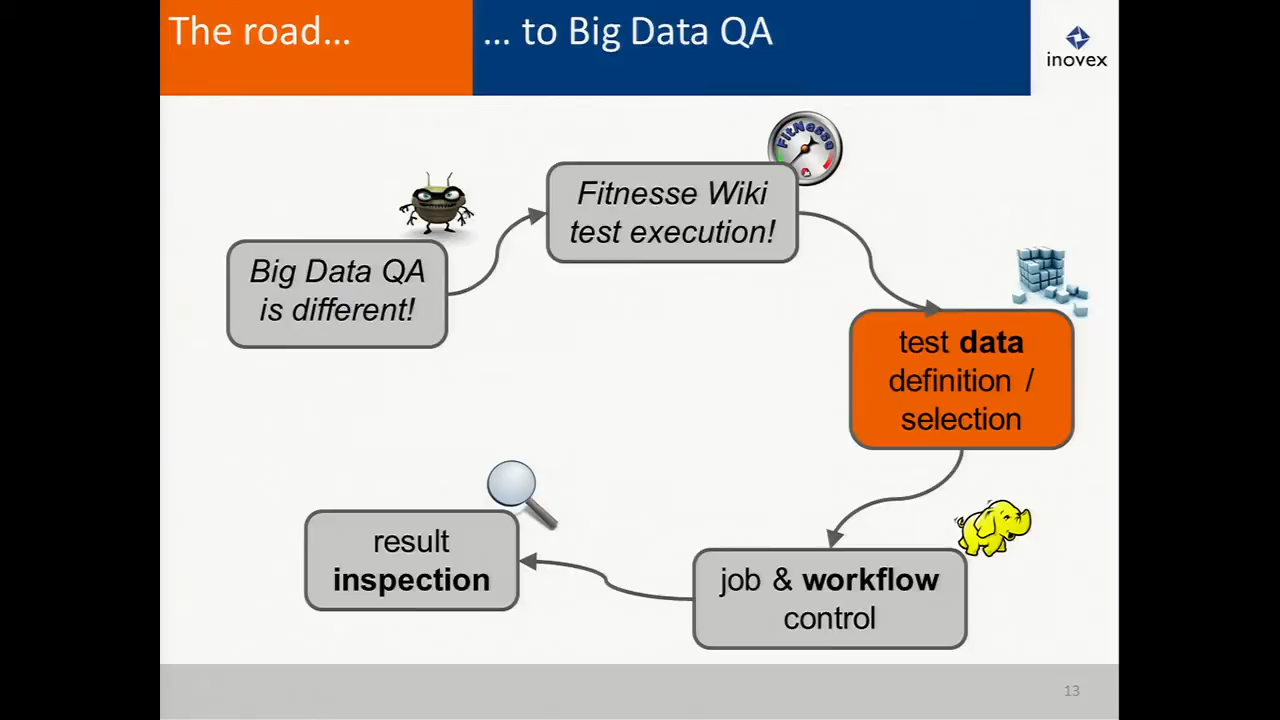 The road…
… to Big Data QA
inovex
FitNesse
Fitnesse Wiki
test execution!
Big Data QA
is different!
test data
definition /
selection
result
inspection
job & workflow
control
13